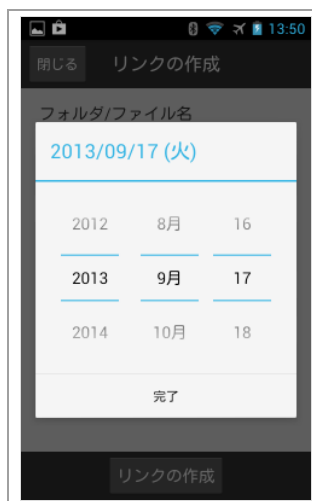 13:50
閉じる リンクの作成
フォルダ/ファイル名
2013/09/17 (火)
2012 8月 16
2013 9月 17
2014 10月 18
完了
リンクの作成